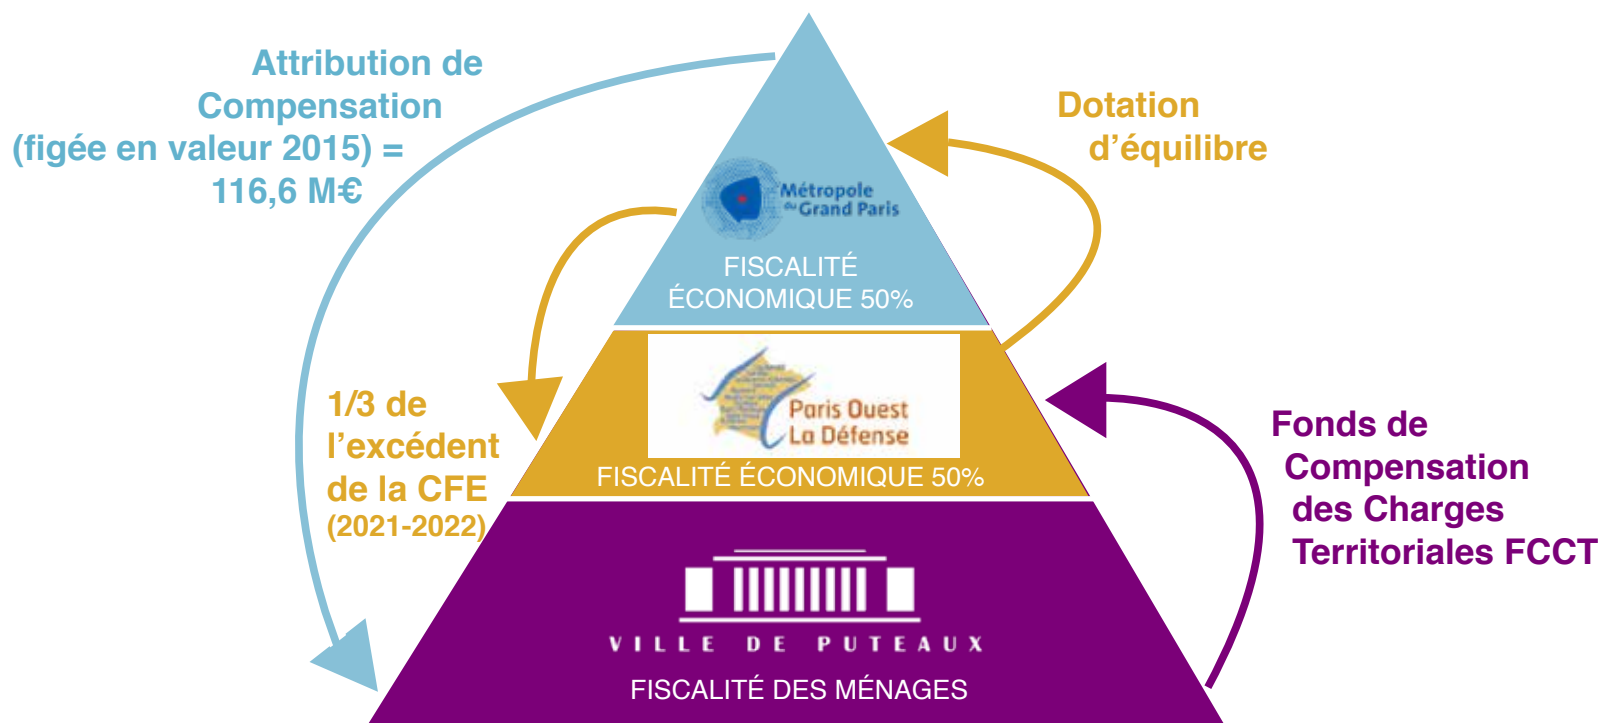 Attribution de
Compensation
(figée en valeur 2015) =
116,6 M€
Dotation
d’équilibre
Métropole
du Grand Paris
FISCALITÉ
ÉCONOMIQUE 50%
1/3 de
l’excédent
de la CFE
(2021-2022)
Paris Ouest
La Défense
FISCALITÉ ÉCONOMIQUE 50%
Fonds de
Compensation
des Charges
Territoriales FCCT
VILLE DE PUTEAUX
FISCALITÉ DES MÉNAGES